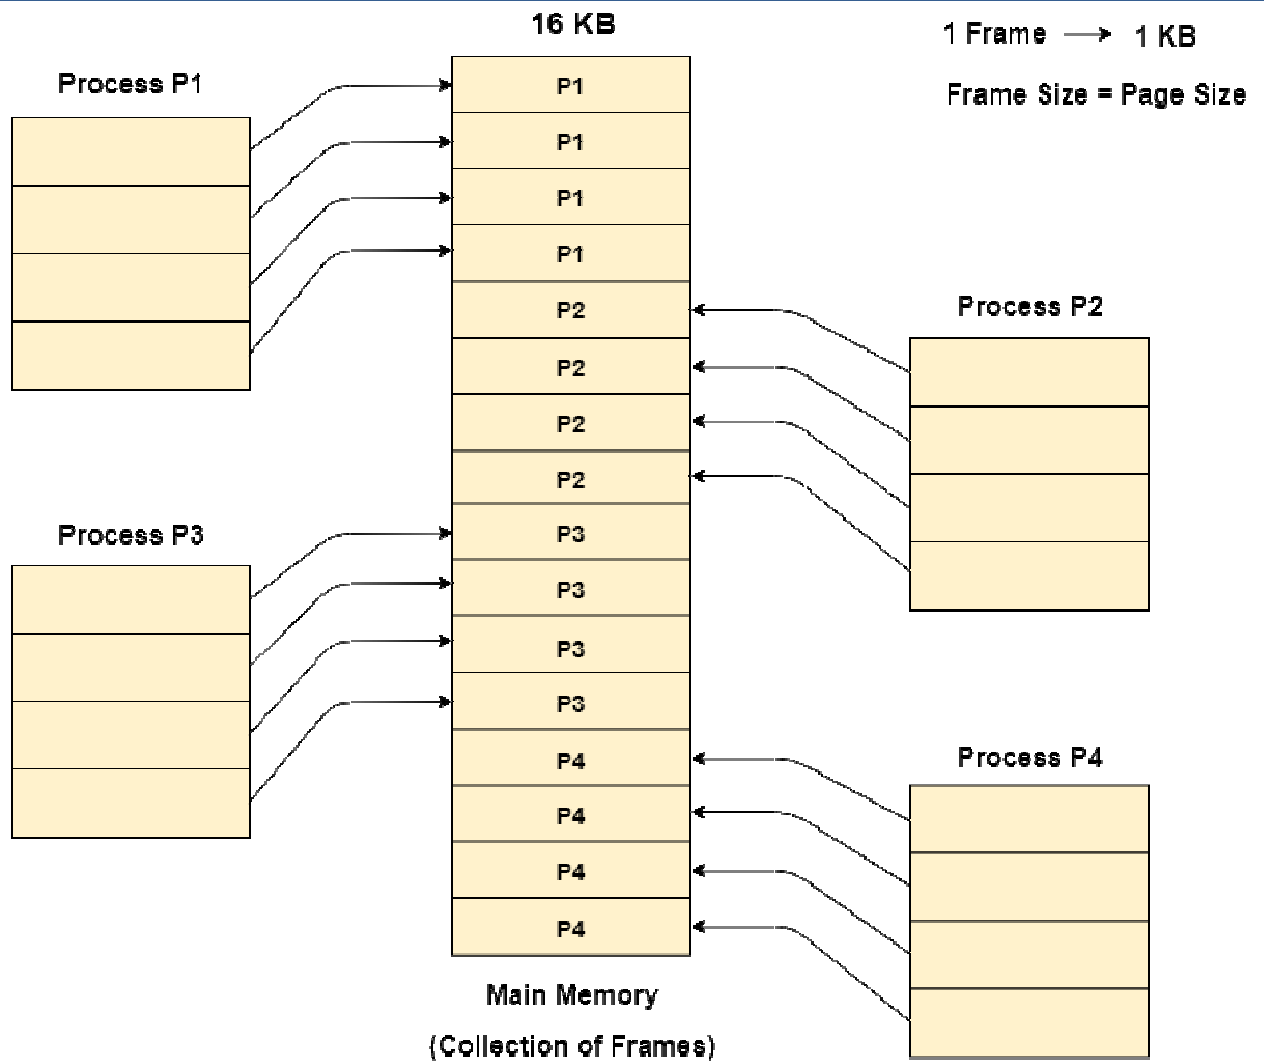 16 KB
1 Frame → 1 KB
Frame Size = Page Size
Process P1
P1
P1
P1
P1
P2
Process P2
P2
P2
P2
Process P3
P3
P3
P3
P3
P4
Process P4
P4
P4
P4
Main Memory
(Collection of Frames)